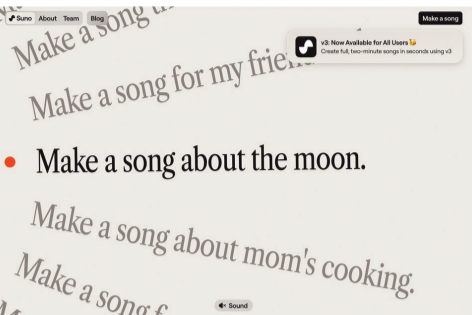 Suno About Team Blog
Make a song
Make a song
v3: Now Available for All Users
Create full, two-minute songs in seconds using v3
Make a song for my
Make a song about the moon.
Make a song about mom's cooking.
Make a song
Sound